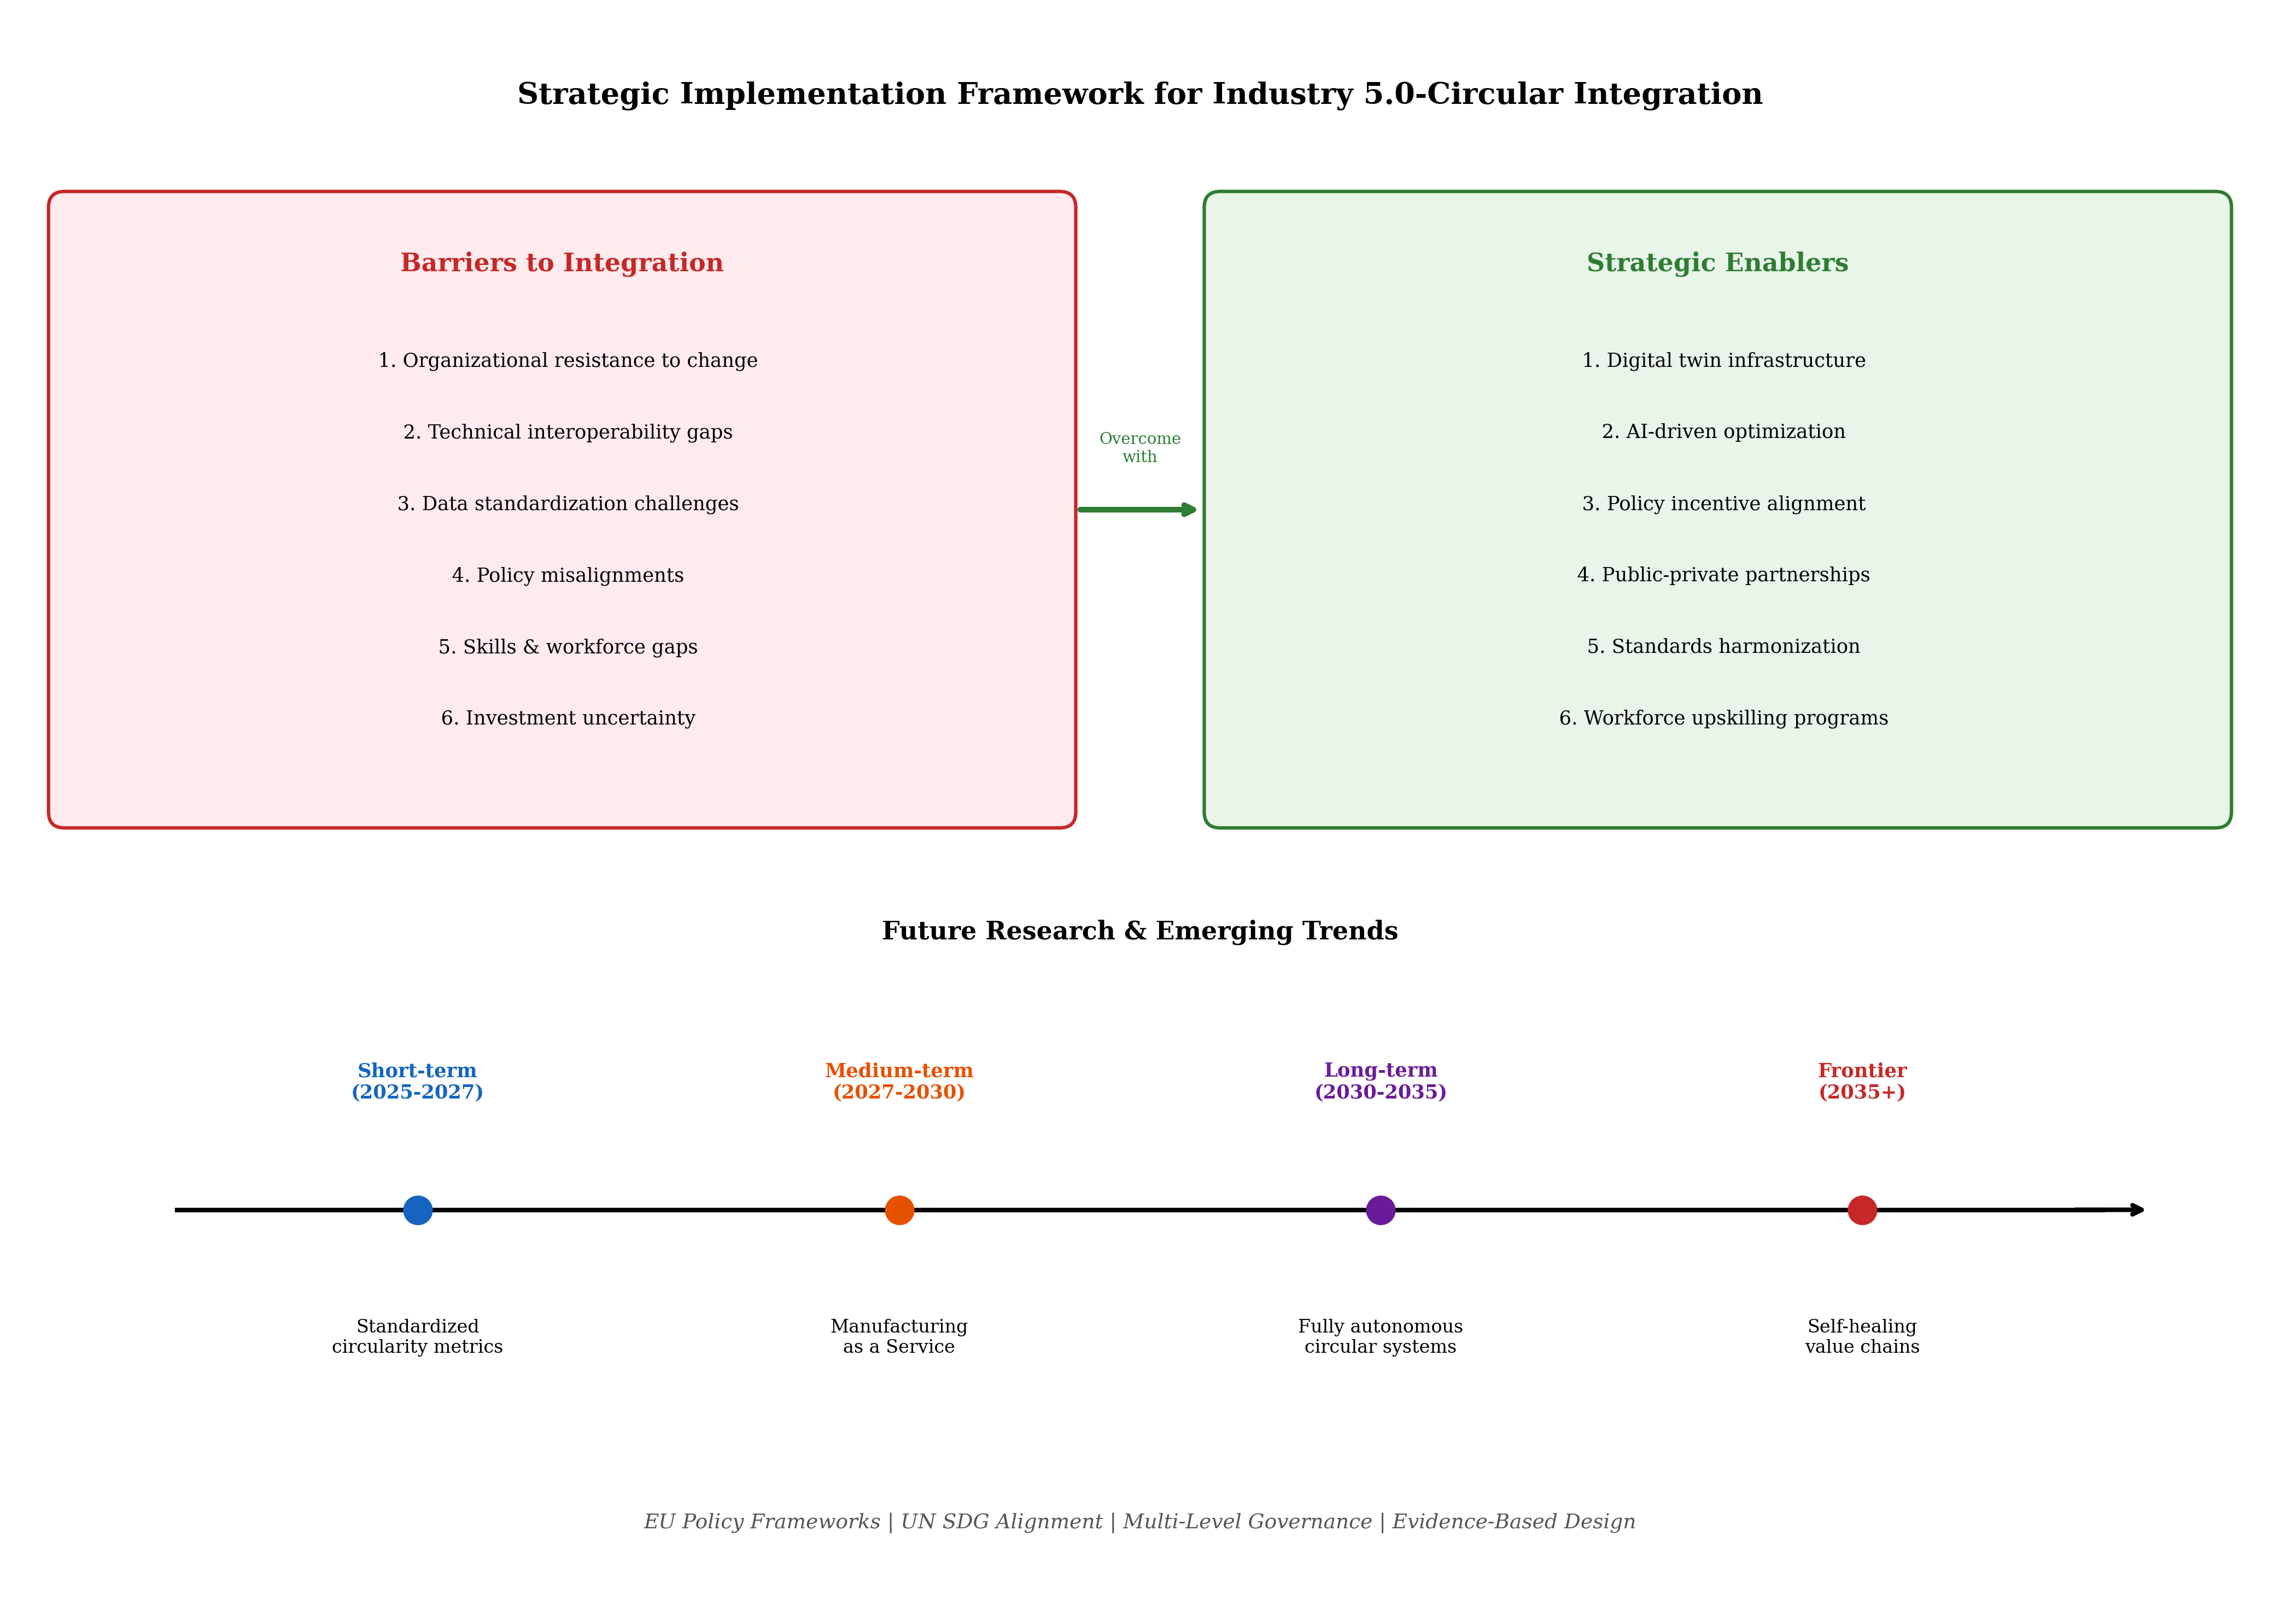 Strategic Implementation Framework for Industry 5.0-Circular Integration
Barriers to Integration
1. Organizational resistance to change
2. Technical interoperability gaps
3. Data standardization challenges
4. Policy misalignments
5. Skills & workforce gaps
6. Investment uncertainty
Overcome
with
Strategic Enablers
1. Digital twin infrastructure
2. AI-driven optimization
3. Policy incentive alignment
4. Public-private partnerships
5. Standards harmonization
6. Workforce upskilling programs
Future Research & Emerging Trends
Short-term
(2025-2027)
Medium-term
(2027-2030)
Long-term
(2030-2035)
Frontier
(2035+)
Standardized
circularity metrics
Manufacturing
as a Service
Fully autonomous
circular systems
Self-healing
value chains
EU Policy Frameworks | UN SDG Alignment | Multi-Level Governance | Evidence-Based Design